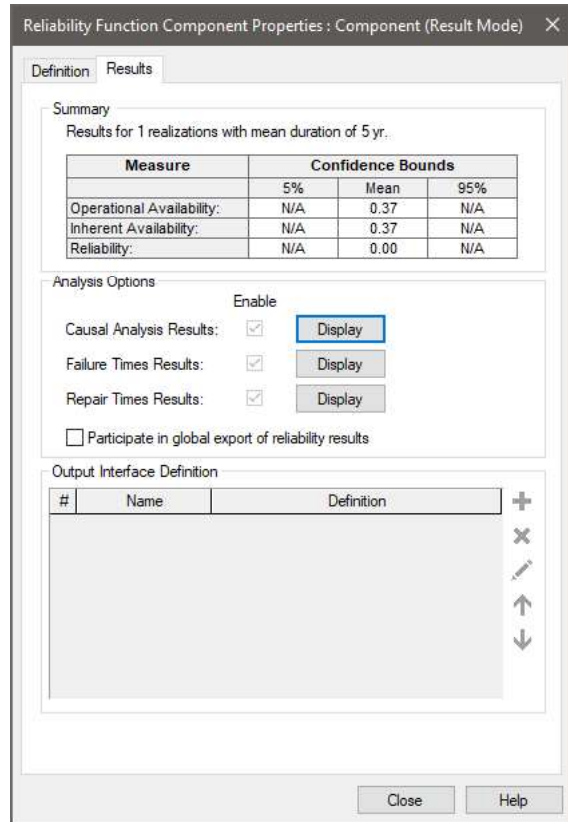 Reliability Function Component Properties : Component (Result Mode)
Definition Results
Summary
Results for 1 realizations with mean duration of 5 yr.
Measure Confidence Bounds
5% Mean 95%
Operational Availability: N/A 0.37 N/A
Inherent Availability: N/A 0.37 N/A
Reliability: N/A 0.00 N/A
Analysis Options
Enable
Causal Analysis Results: Display
Failure Times Results: Display
Repair Times Results: Display
Participate in global export of reliability results
Output Interface Definition
# Name Definition
Close Help